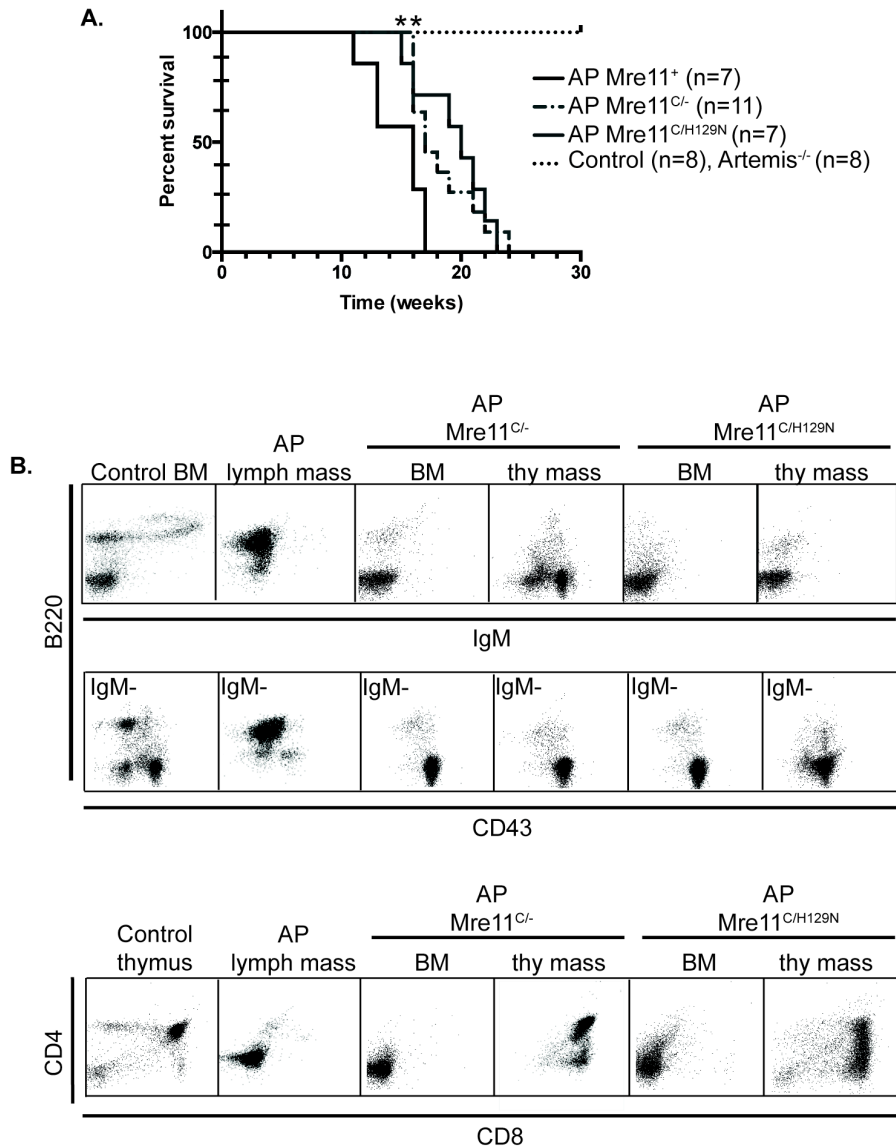 A.
**
100
50
0
Percent survival
0 10 20 30
Time (weeks)
AP Mre11⁺ (n=7)
AP Mre11^C/- (n=11)
AP Mre11^C/H129N (n=7)
Control (n=8), Artemis^-/- (n=8)
B.
AP AP
Mre11^C/- Mre11^C/H129N
AP
Control BM lymph mass BM thy mass BM thy mass
B220
IgM
IgM- IgM- IgM- IgM- IgM- IgM-
CD43
AP AP
Mre11^C/- Mre11^C/H129N
Control AP
thymus lymph mass BM thy mass BM thy mass
CD4
CD8